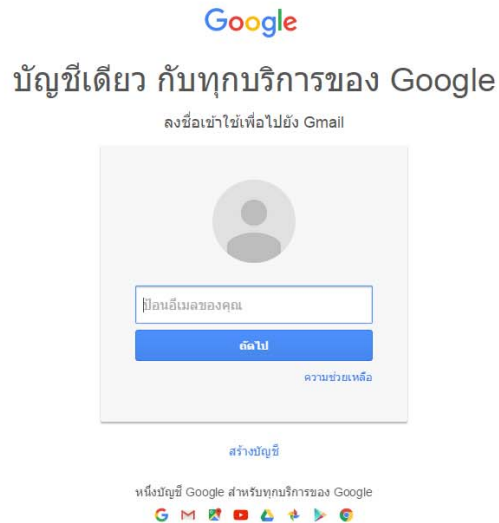 Google
บัญชีเดียว กับทุกบริการของ Google
ลงชื่อเข้าใช้เพื่อไปยัง Gmail
ป้อนอีเมลของคุณ
ถัดไป
ความช่วยเหลือ
สร้างบัญชี
หนึ่งบัญชี Google สำหรับทุกบริการของ Google